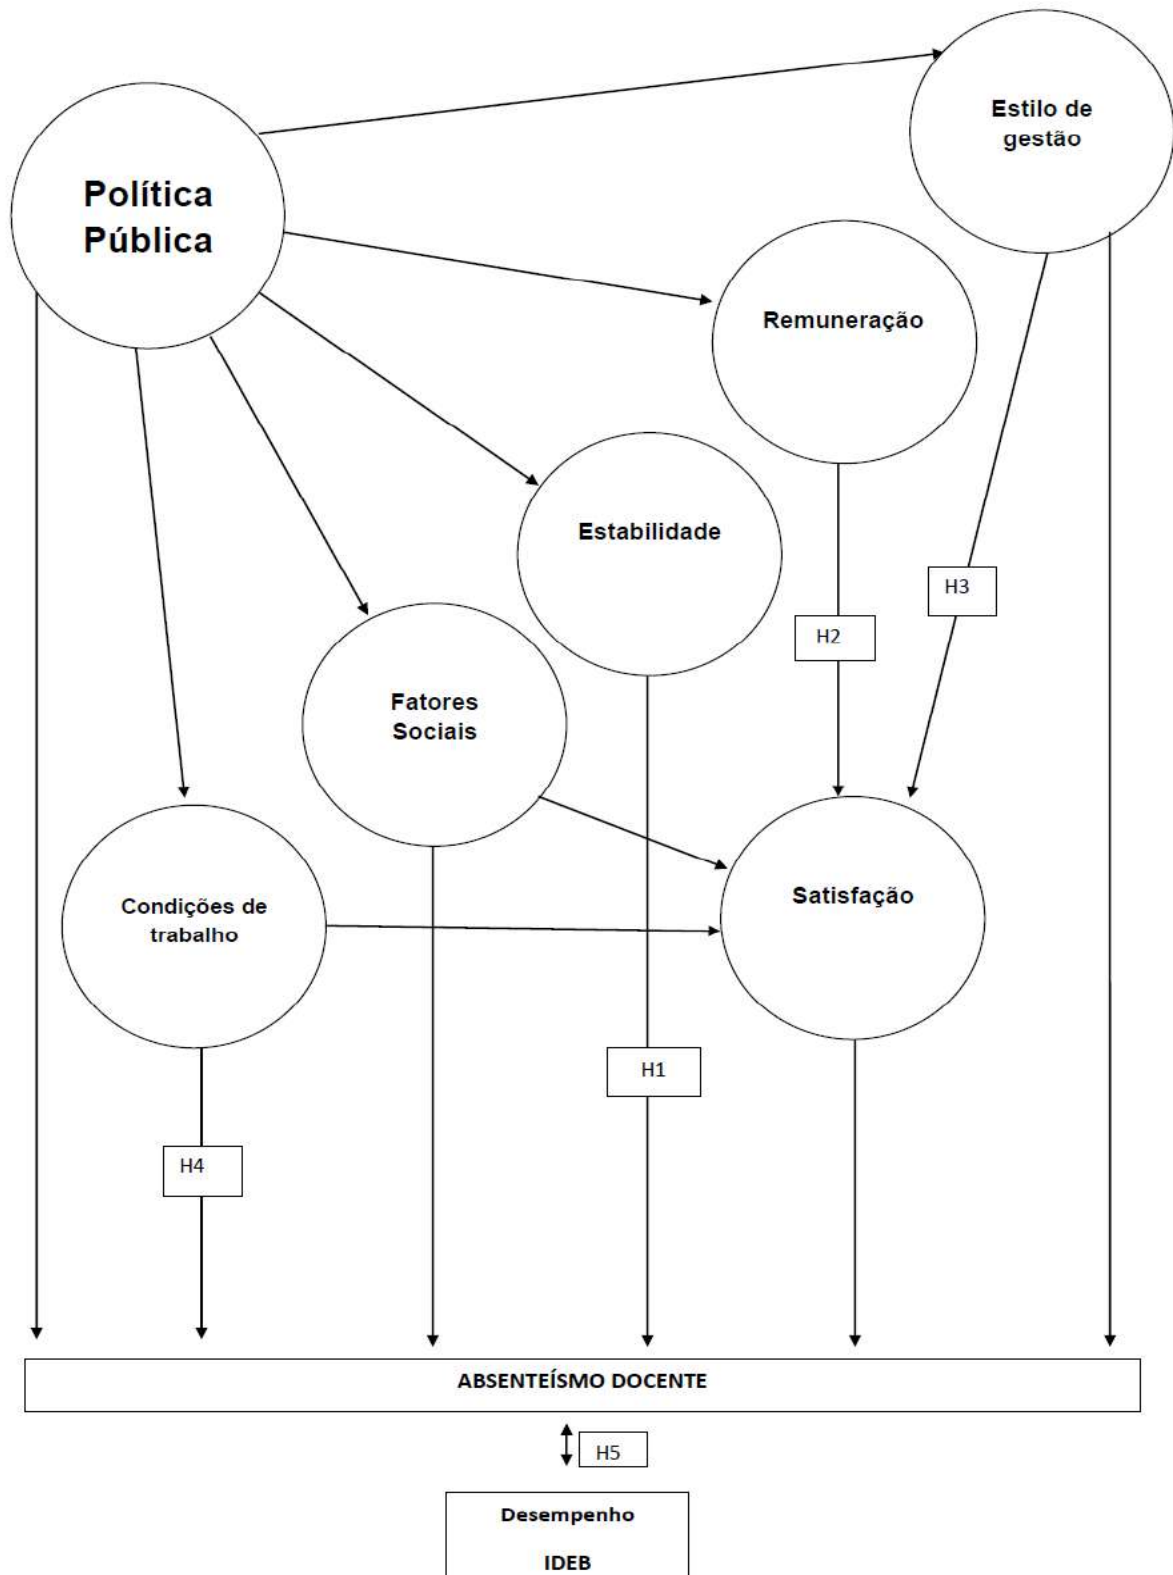 Estilo de
gestão
Política
Pública
Remuneração
Estabilidade
H3
H2
Fatores
Sociais
Satisfação
Condições de
trabalho
H1
H4
ABSENTEÍSMO DOCENTE
H5
Desempenho
IDEB